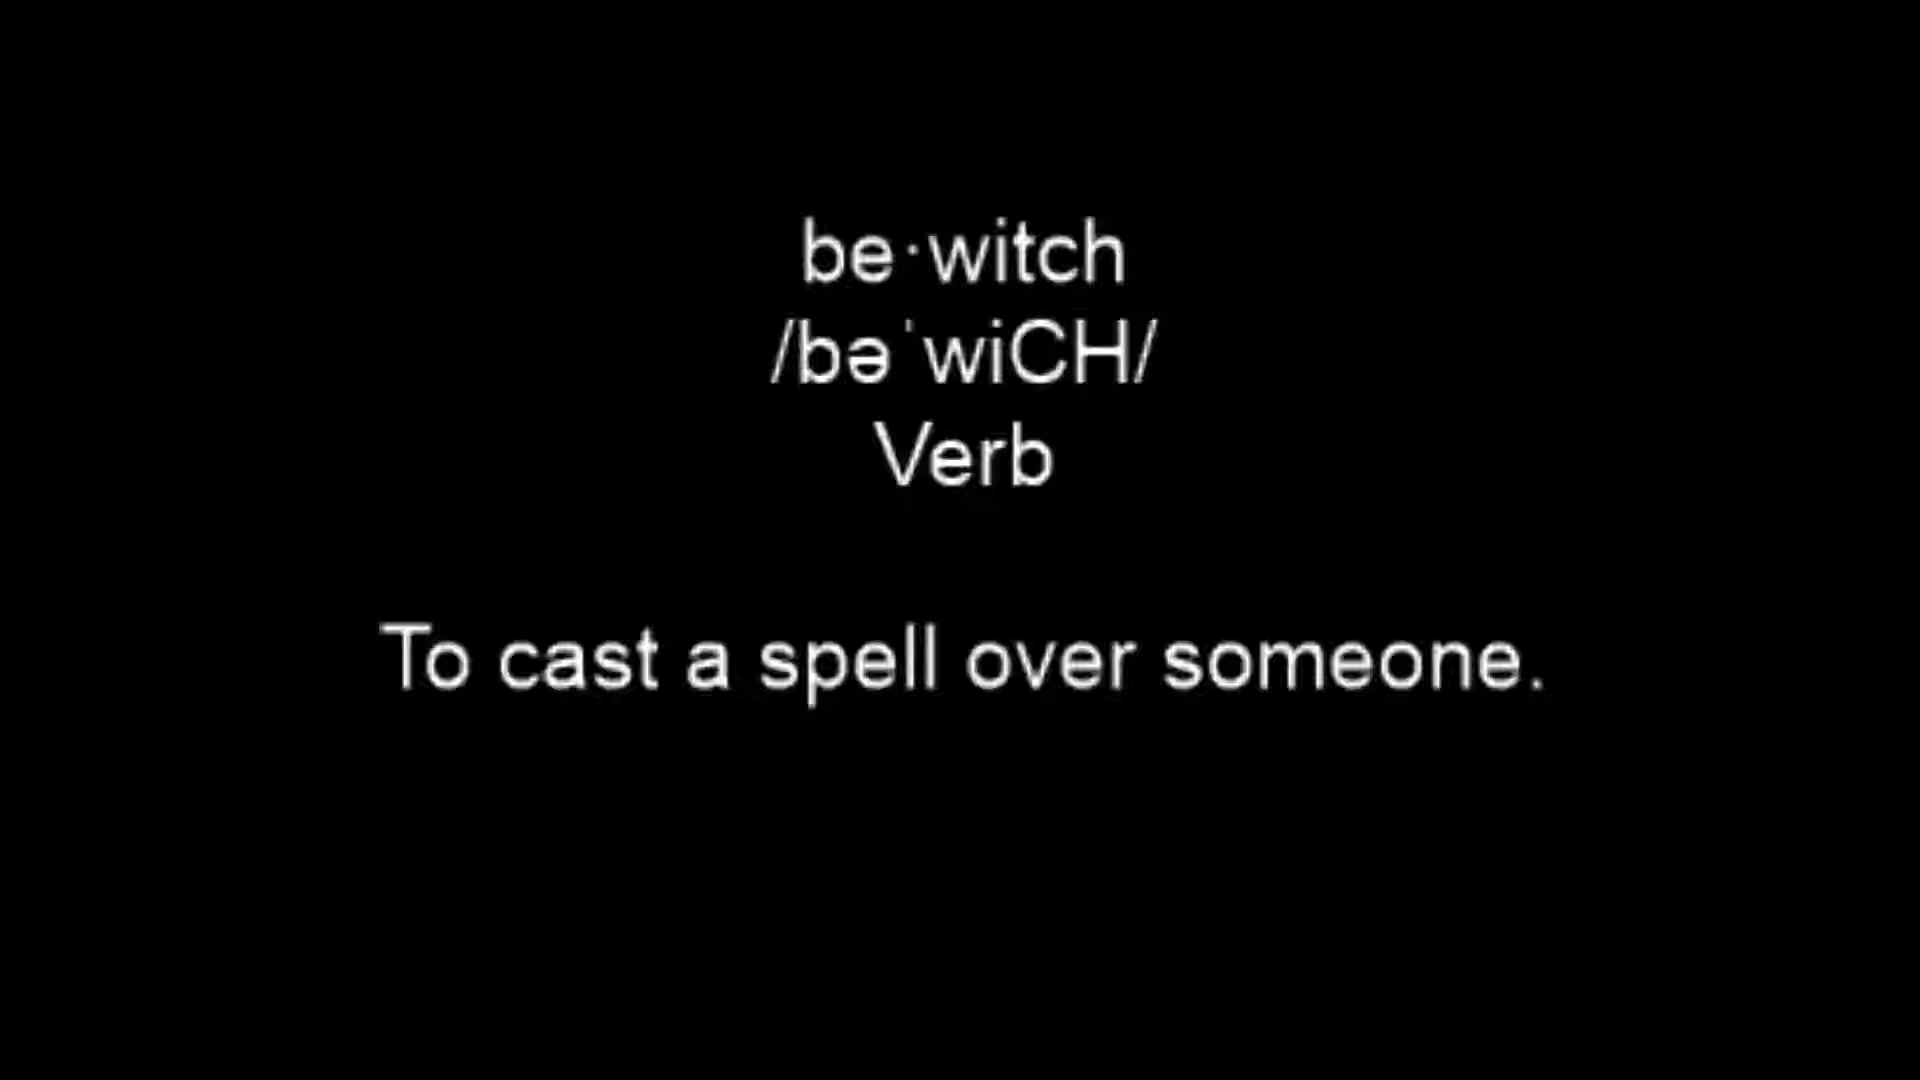 be·witch
/bəˈwiCH/
Verb
To cast a spell over someone.